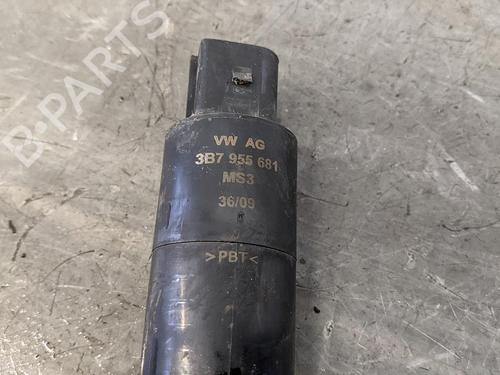 B-PARTS
VW AG
3B7 955 681
MS3
36/09
>PBT<